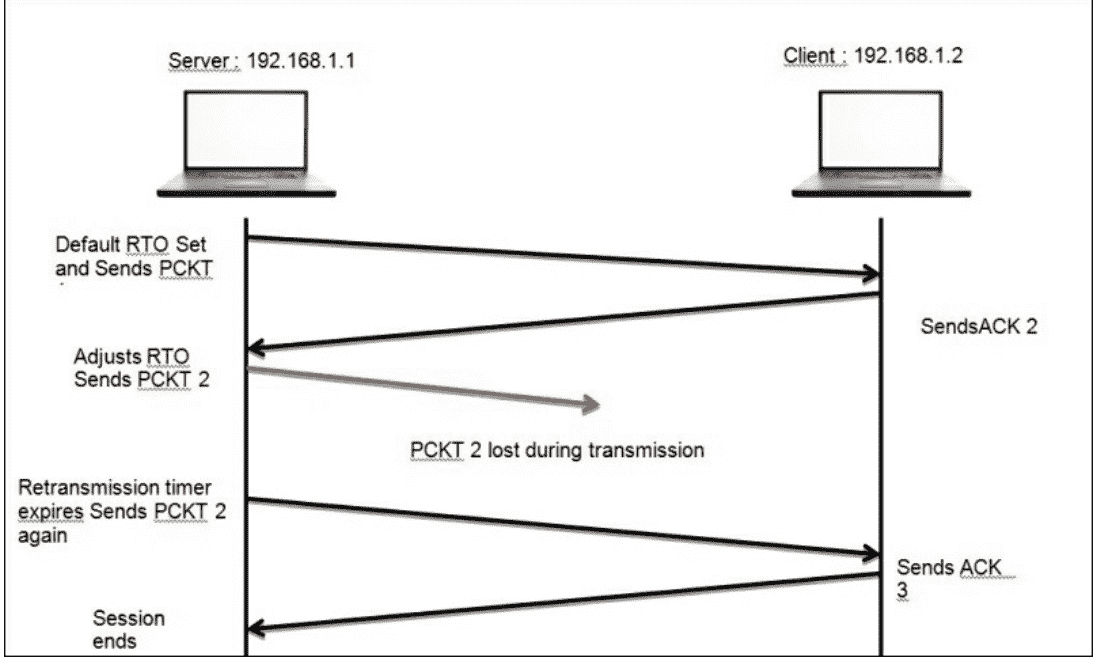 Server : 192.168.1.1
Client : 192.168.1.2
Default RTO Set
and Sends PCKT
.
SendsACK 2
Adjusts RTO
Sends PCKT 2
PCKT 2 lost during transmission
Retransmission timer
expires Sends PCKT 2
again
Sends ACK
3
Session
ends